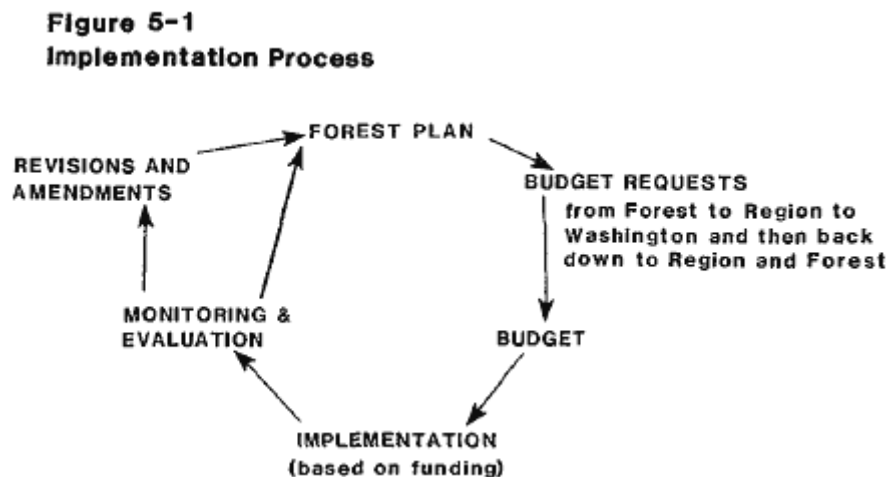 Figure 5-1
Implementation Process
FOREST PLAN
REVISIONS AND
AMENDMENTS
BUDGET REQUESTS
from Forest to Region to
Washington and then back
down to Region and Forest
MONITORING &
EVALUATION
BUDGET
IMPLEMENTATION
(based on funding)